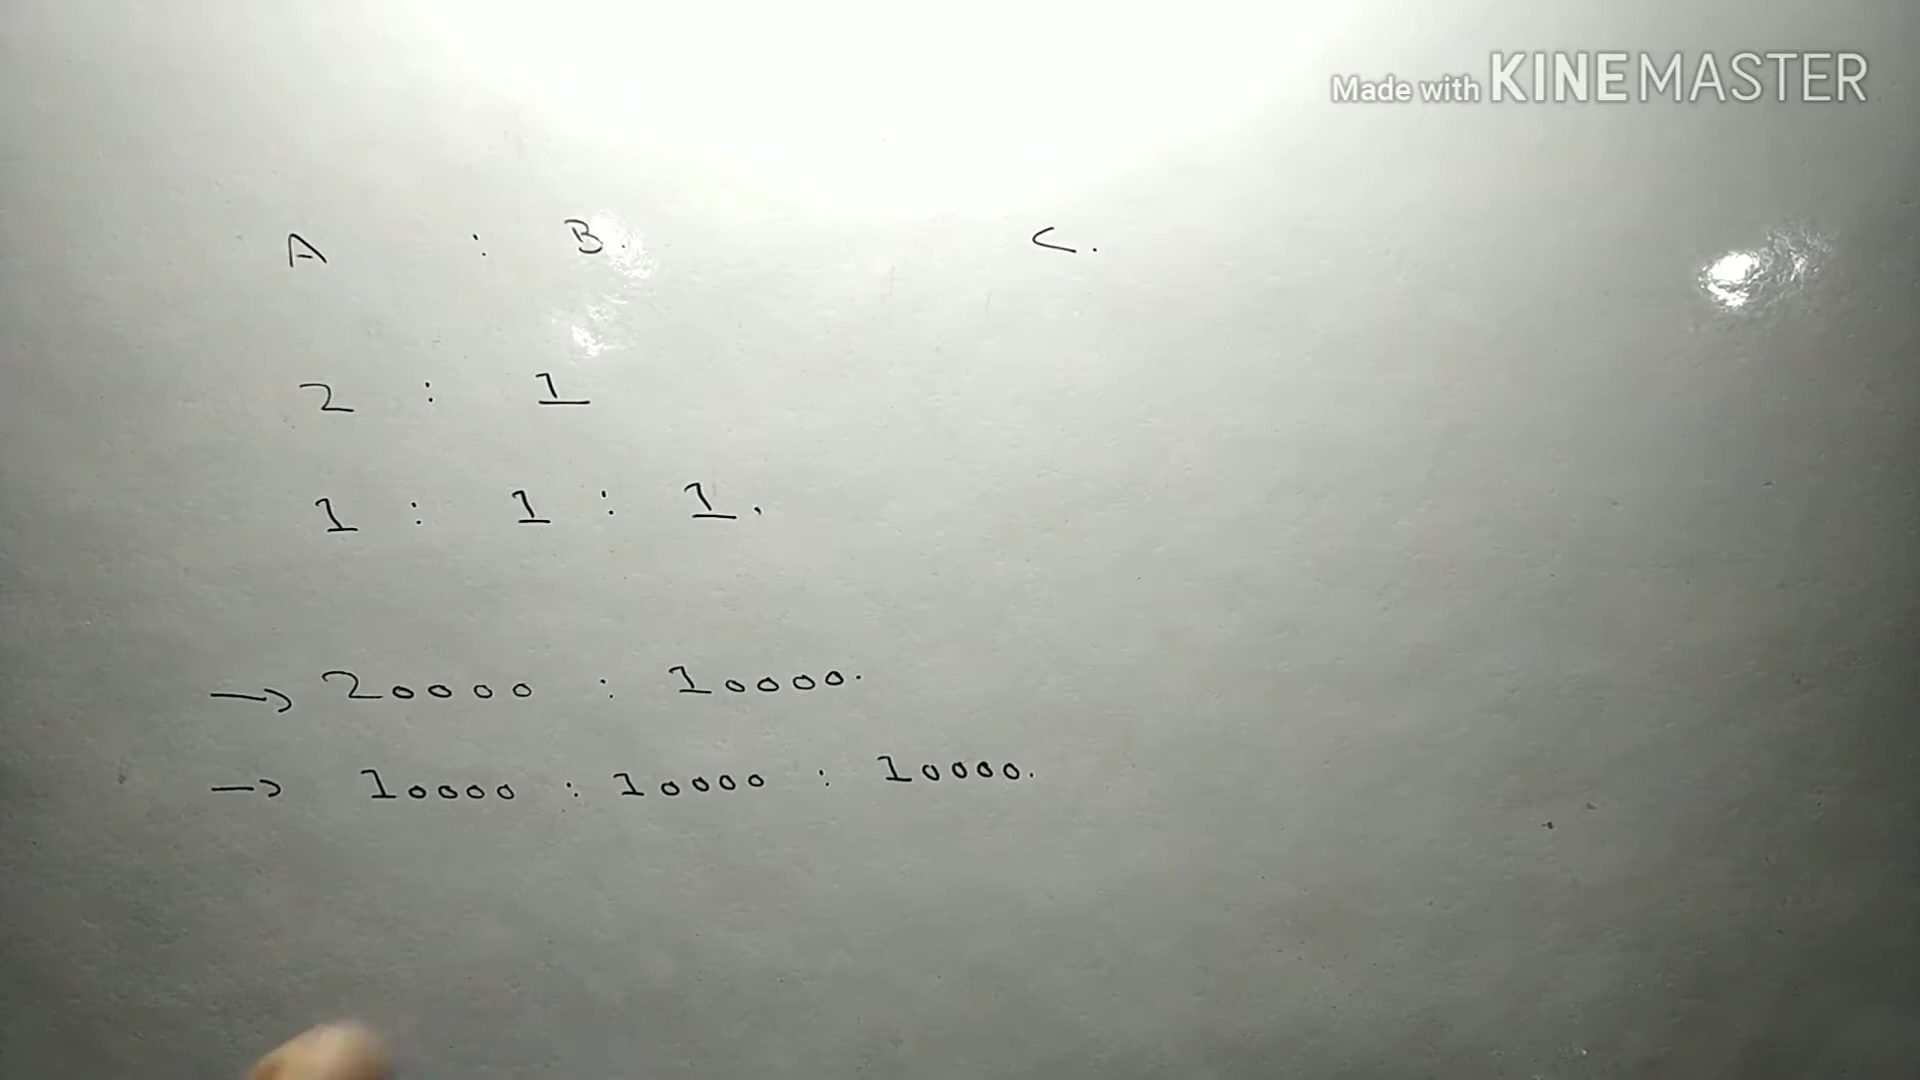 Made with KINEMASTER
A : B. C.
2 : 1
1 : 1 : 1.
→ 20000 : 10000.
→ 10000 : 10000 : 10000.